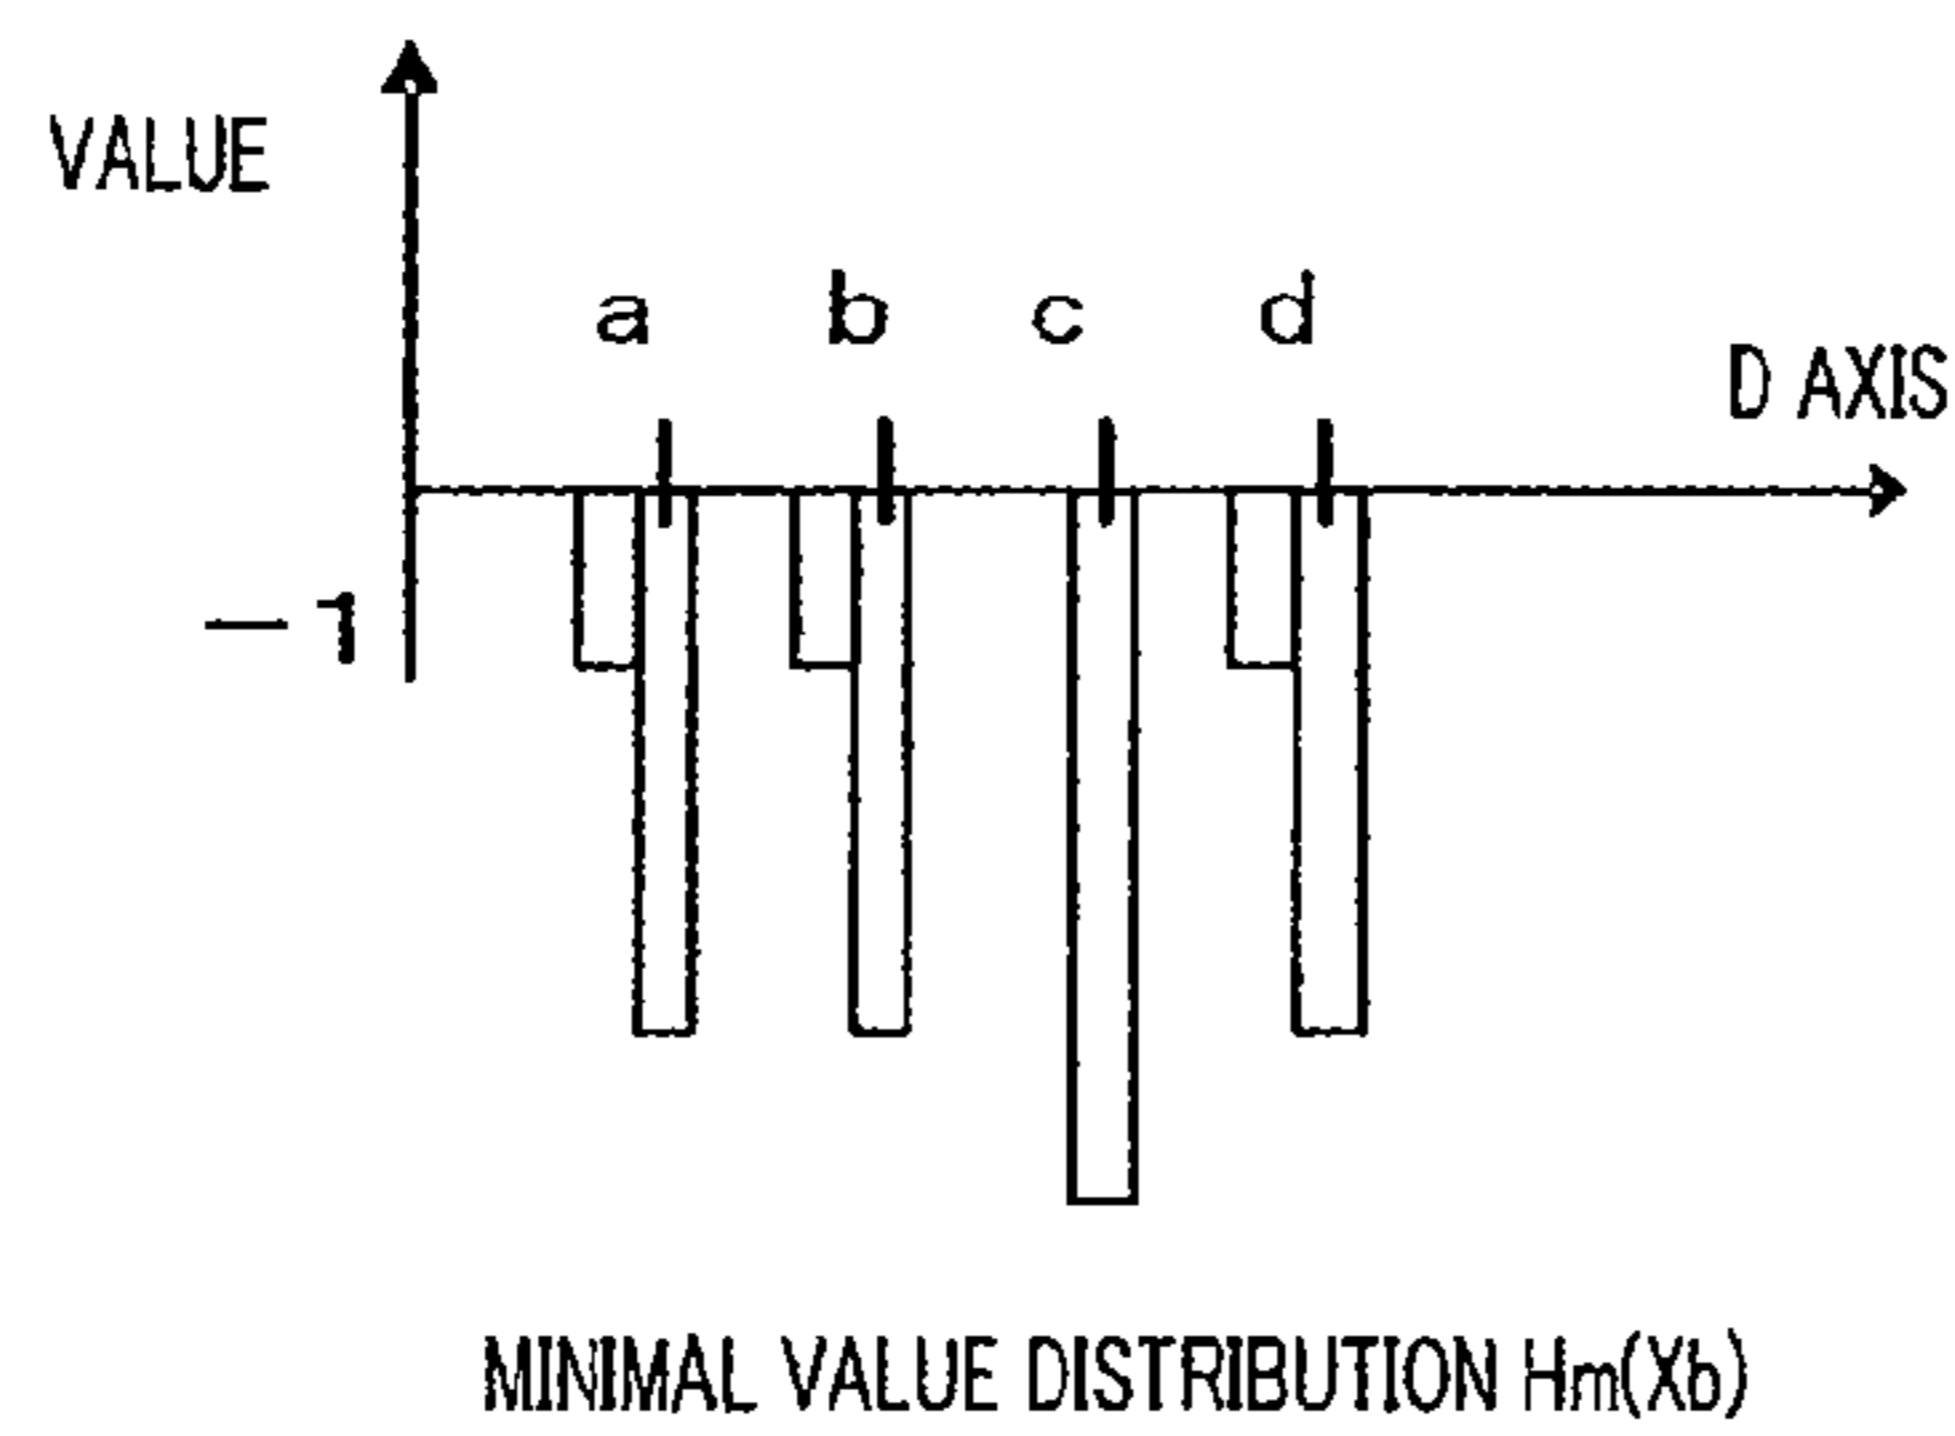 VALUE
a b c d
D AXIS
−1
MINIMAL VALUE DISTRIBUTION Hm(Xb)